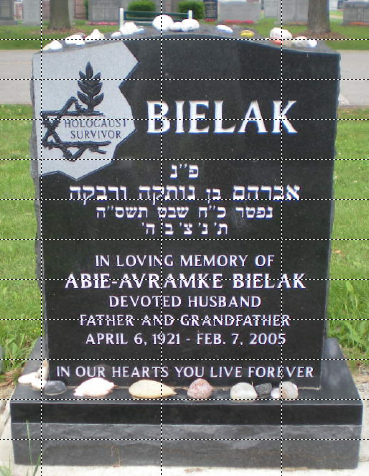 HOLOCAUST
SURVIVOR
BIELAK
פ"נ
אברהם בן נותקה ורבקה
נפטר כ"ח שבט תשס"ה
ת'נ'צ'ב'ה'
IN LOVING MEMORY OF
ABIE-AVRAMKE BIELAK
DEVOTED HUSBAND
FATHER AND GRANDFATHER
APRIL 6, 1921 - FEB. 7, 2005
IN OUR HEARTS YOU LIVE FOREVER